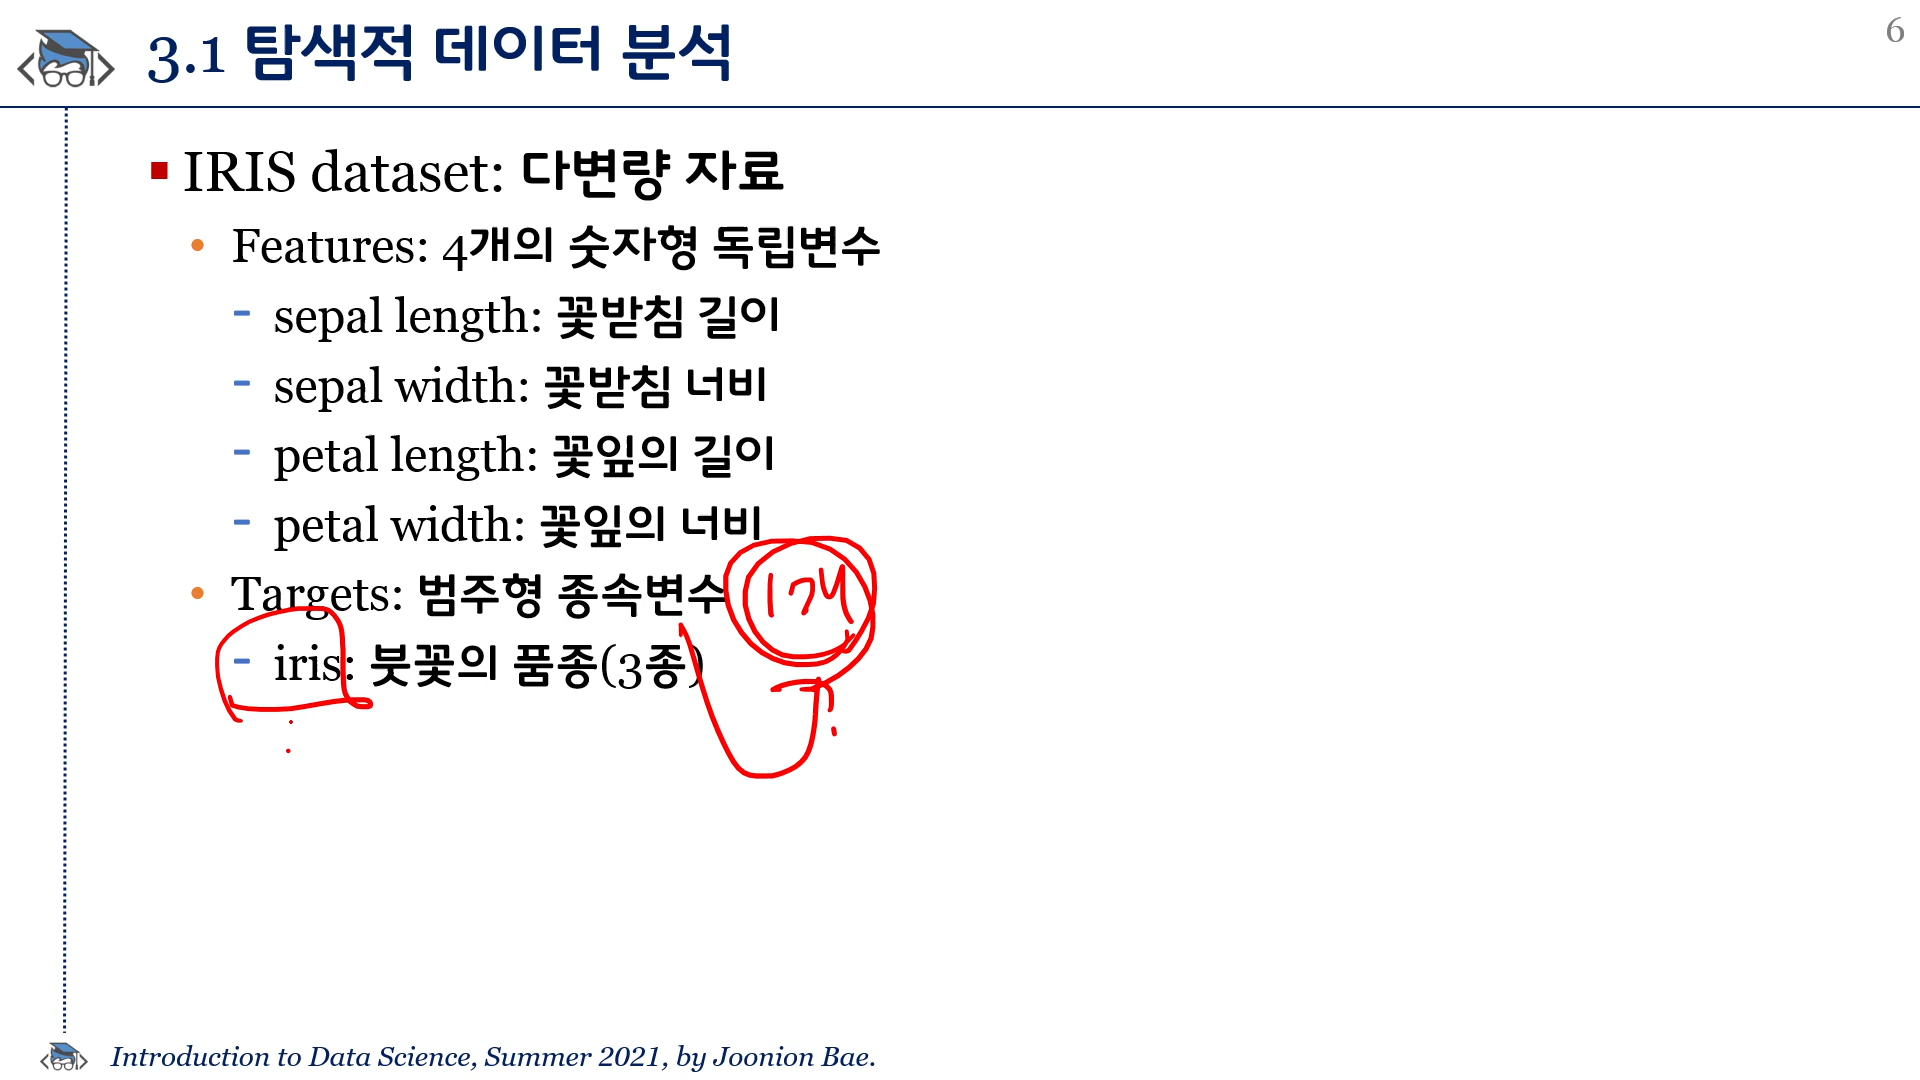 3.1 탐색적 데이터 분석
6
▪ IRIS dataset: 다변량 자료
• Features: 4개의 숫자형 독립변수
- sepal length: 꽃받침 길이
- sepal width: 꽃받침 너비
- petal length: 꽃잎의 길이
- petal width: 꽃잎의 너비
• Targets: 범주형 종속변수
- iris: 붓꽃의 품종(3종)
Introduction to Data Science, Summer 2021, by Joonion Bae.